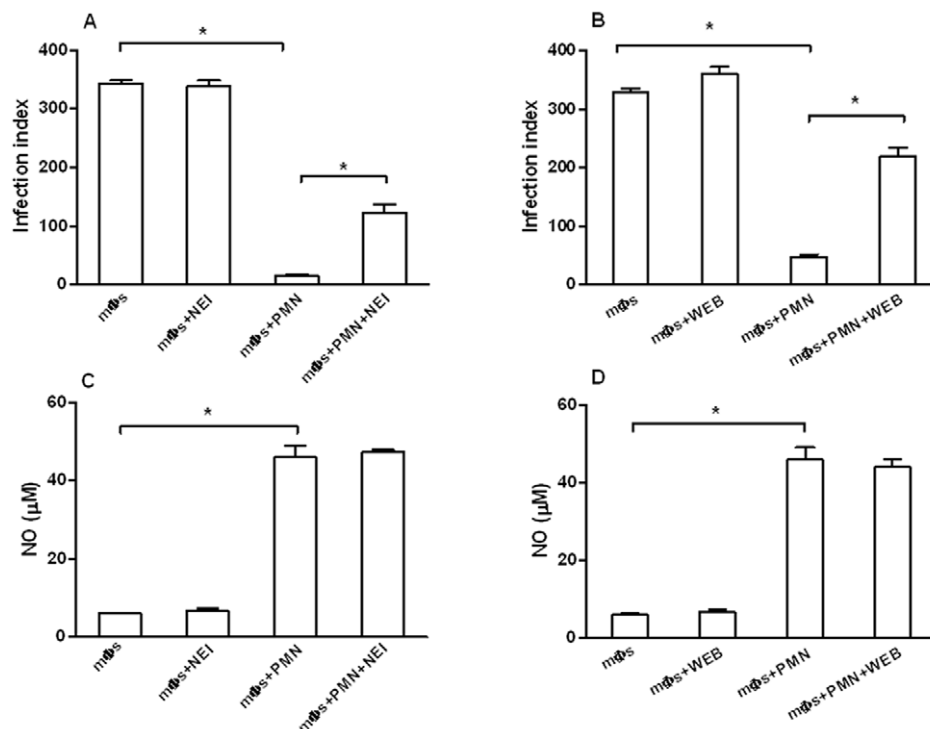 A
*
400
300
200
100
0
Infection index
*
mΦs
mΦs+NEI
mΦs+PMN
mΦs+PMN+NEI
B
*
400
300
200
100
0
Infection index
*
mΦs
mΦs+WEB
mΦs+PMN
mΦs+PMN+WEB
C
*
60
40
20
0
NO (μM)
mΦs
mΦs+NEI
mΦs+PMN
mΦs+PMN+NEI
D
*
60
40
20
0
NO (μM)
mΦs
mΦs+WEB
mΦs+PMN
mΦs+PMN+WEB